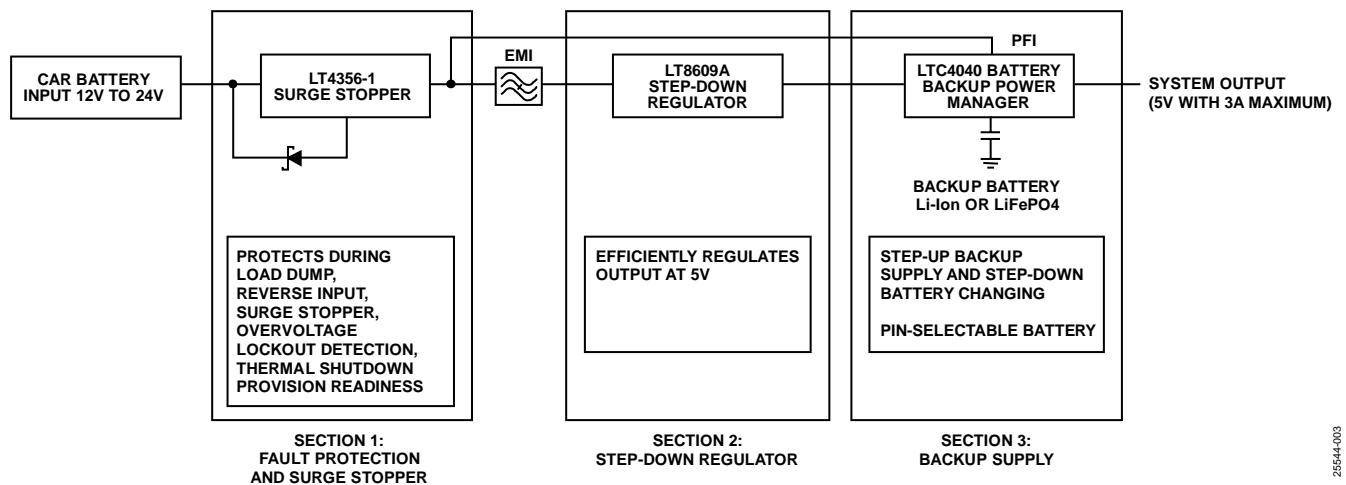 CAR BATTERY
INPUT 12V TO 24V
LT4356-1
SURGE STOPPER
EMI
LT8609A
STEP-DOWN
REGULATOR
PFI
LTC4040 BATTERY
BACKUP POWER
MANAGER
SYSTEM OUTPUT
(5V WITH 3A MAXIMUM)
BACKUP BATTERY
Li-Ion OR LiFePO4
PROTECTS DURING
LOAD DUMP,
REVERSE INPUT,
SURGE STOPPER,
OVERVOLTAGE
LOCKOUT DETECTION,
THERMAL SHUTDOWN
PROVISION READINESS
EFFICIENTLY REGULATES
OUTPUT AT 5V
STEP-UP BACKUP
SUPPLY AND STEP-DOWN
BATTERY CHANGING
PIN-SELECTABLE BATTERY
SECTION 1:
FAULT PROTECTION
AND SURGE STOPPER
SECTION 2:
STEP-DOWN REGULATOR
SECTION 3:
BACKUP SUPPLY
25544-003